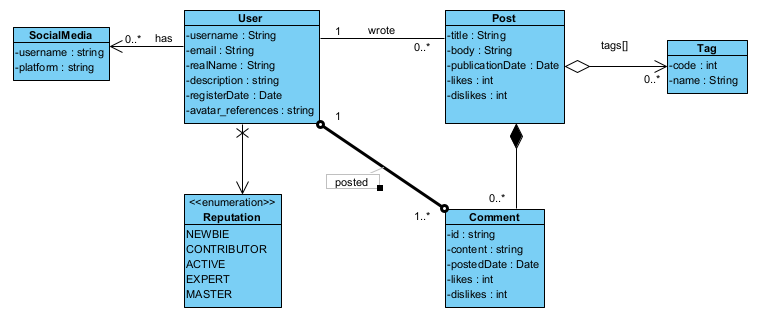 SocialMedia
-username : string
-platform : string
0..*
has
User
-username : String
-email : String
-realName : String
-description : string
-registerDate : Date
-avatar_references : string
1
wrote
0..*
Post
-title : String
-body : String
-publicationDate : Date
-likes : int
-dislikes : int
tags[]
0..*
Tag
-code : int
-name : String
1
posted
1..*
0..*
<<enumeration>>
Reputation
NEWBIE
CONTRIBUTOR
ACTIVE
EXPERT
MASTER
Comment
-id : string
-content : string
-postedDate : Date
-likes : int
-dislikes : int